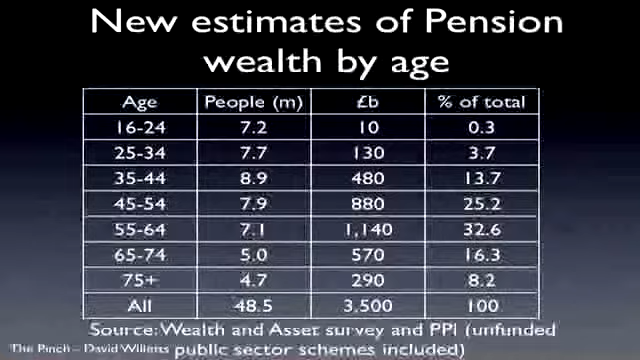 New estimates of Pension
wealth by age
Age People (m) £b % of total
16-24 7.2 10 0.3
25-34 7.7 130 3.7
35-44 8.9 480 13.7
45-54 7.9 880 25.2
55-64 7.1 1,140 32.6
65-74 5.0 570 16.3
75+ 4.7 290 8.2
All 48.5 3,500 100
Source: Wealth and Asset survey and PPI (unfunded
public sector schemes included)
The Pinch – David Willetts